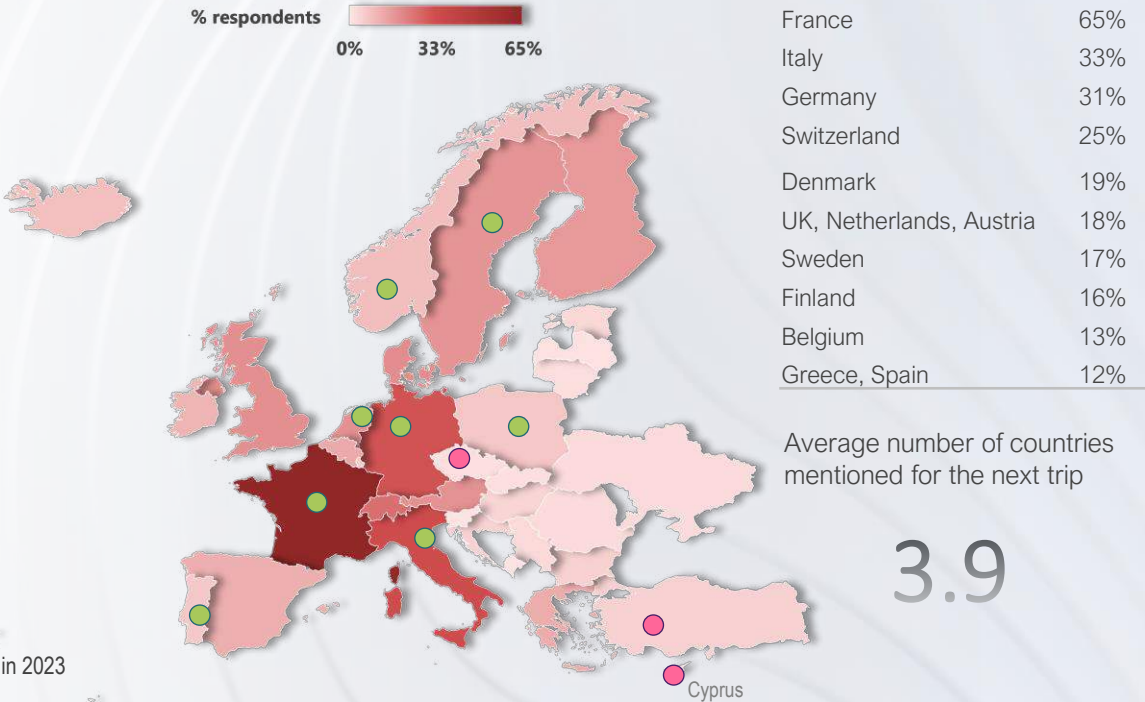 % respondents
0% 33% 65%
France 65%
Italy 33%
Germany 31%
Switzerland 25%
Denmark 19%
UK, Netherlands, Austria 18%
Sweden 17%
Finland 16%
Belgium 13%
Greece, Spain 12%
Average number of countries
mentioned for the next trip
3.9
in 2023
Cyprus